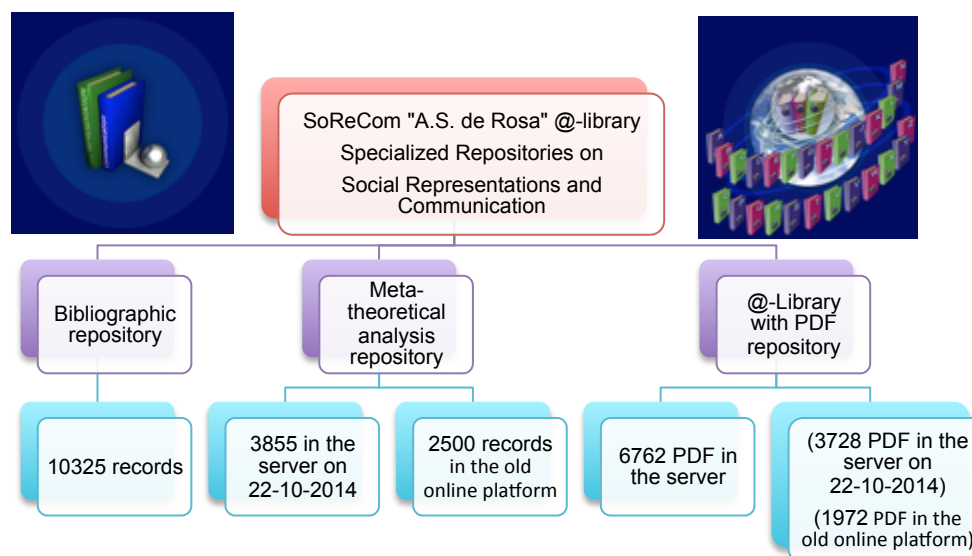 SoReCom "A.S. de Rosa" @-library
Specialized Repositories on
Social Representations and
Communication
Bibliographic
repository
Meta-
theoretical
analysis
repository
@-Library
with PDF
repository
10325 records
3855 in the
server on
22-10-2014
2500 records
in the old
online platform
6762 PDF in
the server
(3728 PDF in the
server on
22-10-2014)
(1972 PDF in the
old online platform)